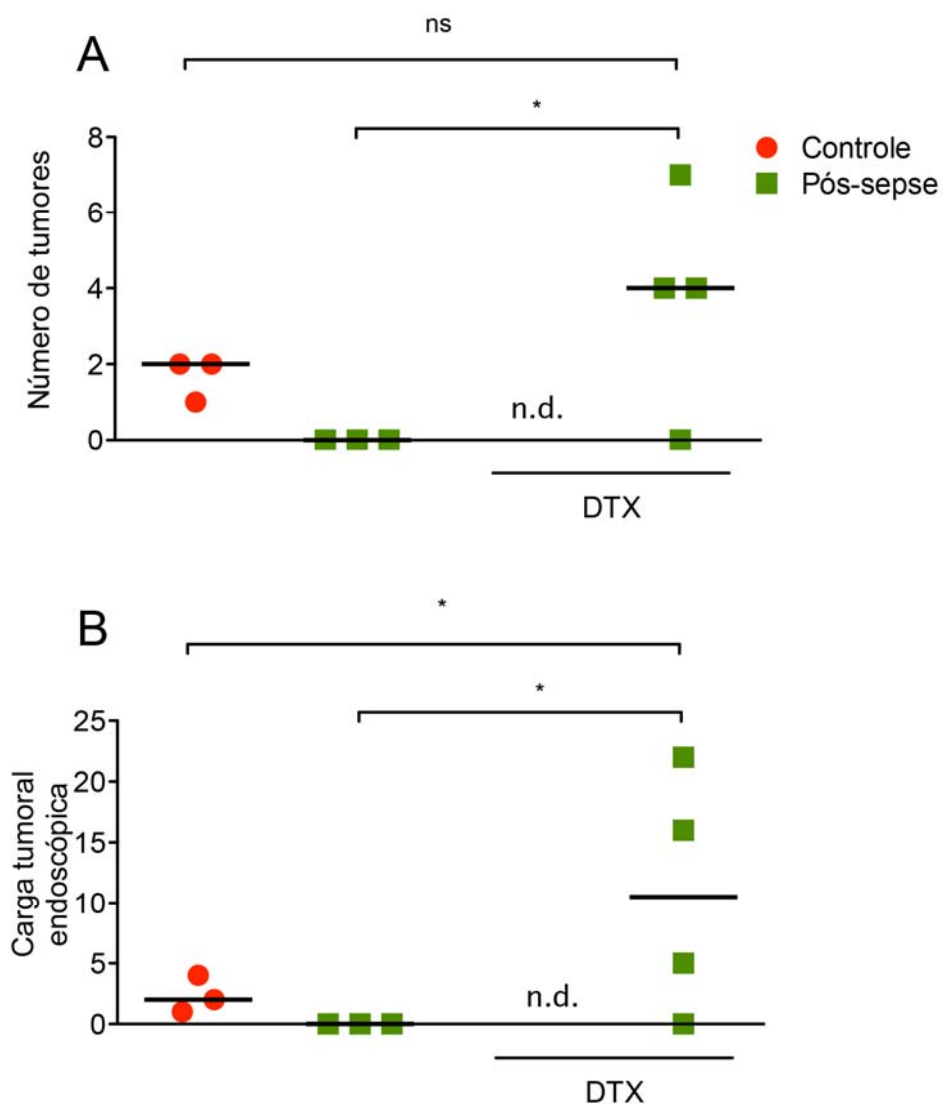 A
ns
*
Controle
Pós-sepse
Número de tumores
8
6
4
2
0
n.d.
DTX
B
*
*
Carga tumoral
endoscópica
25
20
15
10
5
0
n.d.
DTX